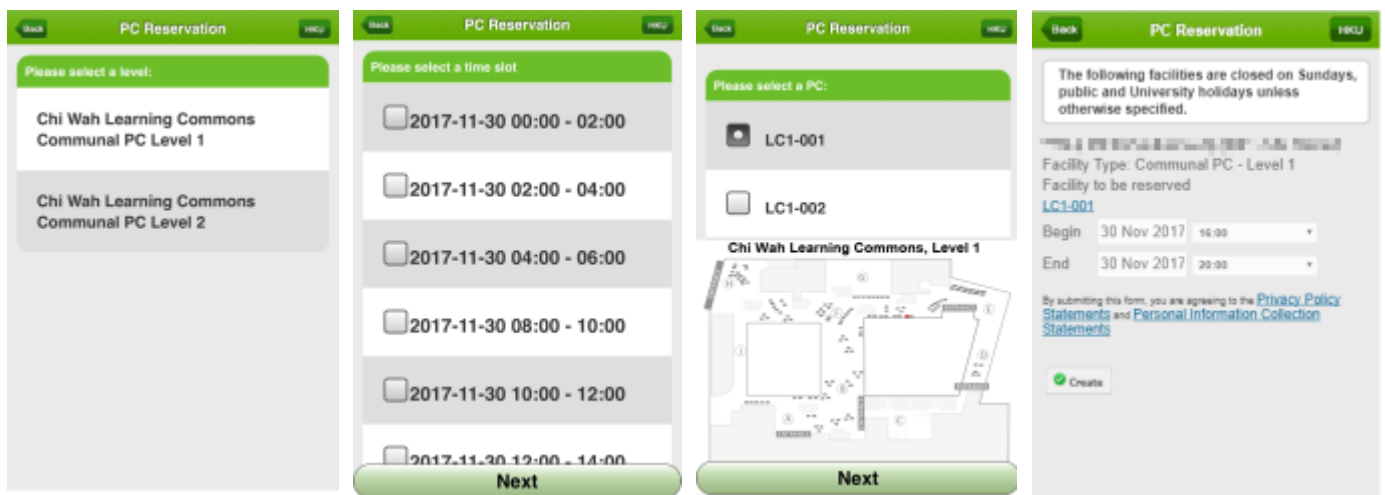 Back PC Reservation HKU
Please select a level:
Chi Wah Learning Commons
Communal PC Level 1
Chi Wah Learning Commons
Communal PC Level 2
Back PC Reservation HKU
Please select a time slot
2017-11-30 00:00 - 02:00
2017-11-30 02:00 - 04:00
2017-11-30 04:00 - 06:00
2017-11-30 08:00 - 10:00
2017-11-30 10:00 - 12:00
2017-11-30 12:00 - 14:00
Next
Back PC Reservation HKU
Please select a PC:
LC1-001
LC1-002
Chi Wah Learning Commons, Level 1
Next
Back PC Reservation HKU
The following facilities are closed on Sundays,
public and University holidays unless
otherwise specified.
Facility Type: Communal PC - Level 1
Facility to be reserved
LC1-001
Begin 30 Nov 2017 16:00
End 30 Nov 2017 20:00
By submitting this form, you are agreeing to the Privacy Policy
Statements and Personal Information Collection
Statements
Create